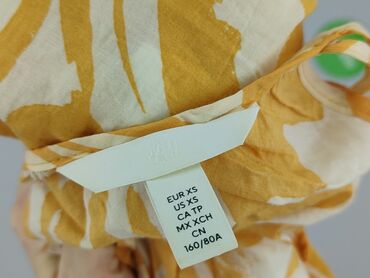 EUR XS
US XS
CA TP
MX XCH
CN
160/80A